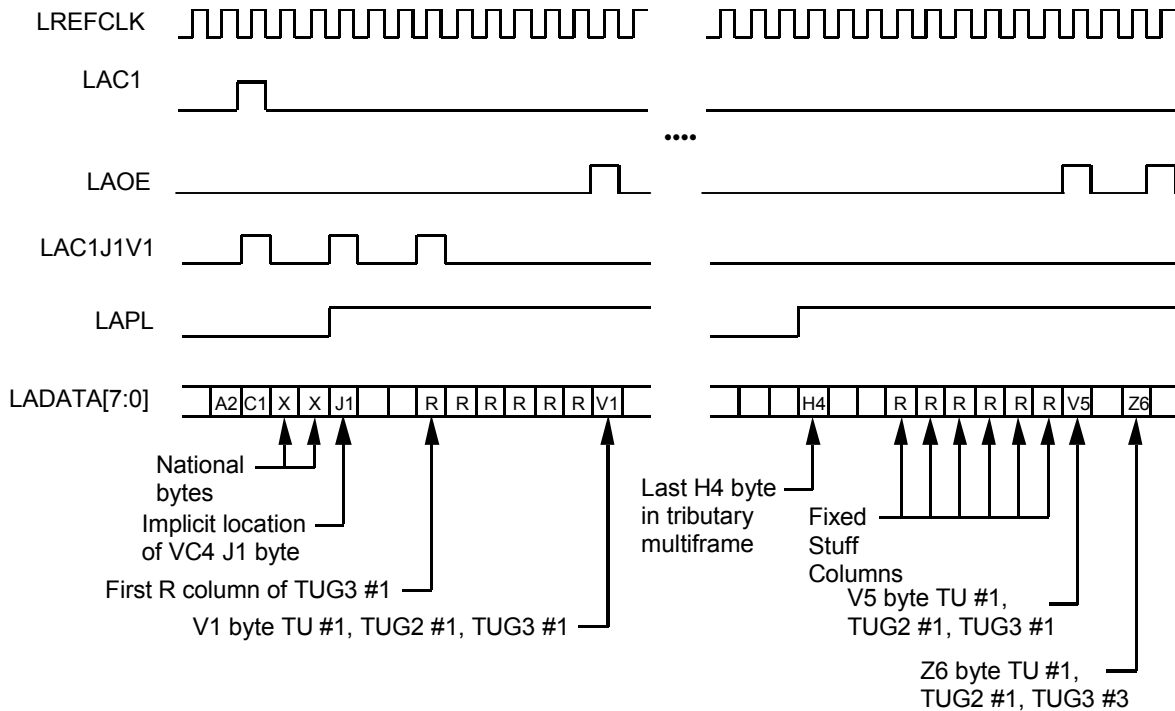 LREFCLK
LAC1
....
LAOE
LAC1J1V1
LAPL
LADATA[7:0]
A2 C1 X X J1 R R R R R R V1 H4 R R R R R R V5 Z6
National
bytes
Implicit location
of VC4 J1 byte
First R column of TUG3 #1
V1 byte TU #1, TUG2 #1, TUG3 #1
Last H4 byte
in tributary
multiframe
Fixed
Stuff
Columns
V5 byte TU #1,
TUG2 #1, TUG3 #1
Z6 byte TU #1,
TUG2 #1, TUG3 #3